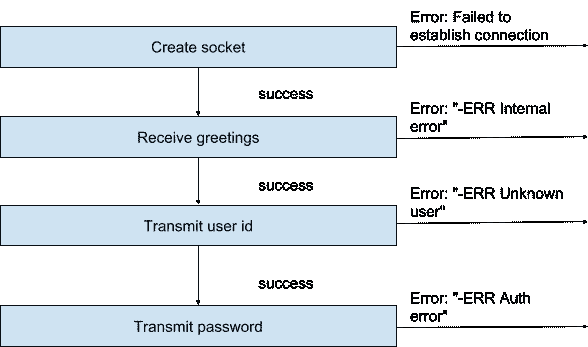 Error: Failed to
establish connection
Create socket
success
Error: "-ERR Internal
error"
Receive greetings
success
Error: "-ERR Unknown
user"
Transmit user id
success
Error: "-ERR Auth
error"
Transmit password